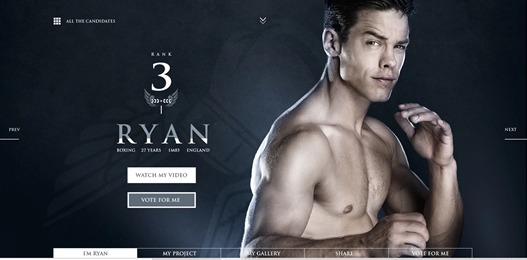 ALL THE CANDIDATES
RANK
3
RYAN
BOXING 27 YEARS 1M85 ENGLAND
PREV
NEXT
WATCH MY VIDEO
VOTE FOR ME
I'M RYAN
MY PROJECT
MY GALLERY
SHARE
VOTE FOR ME